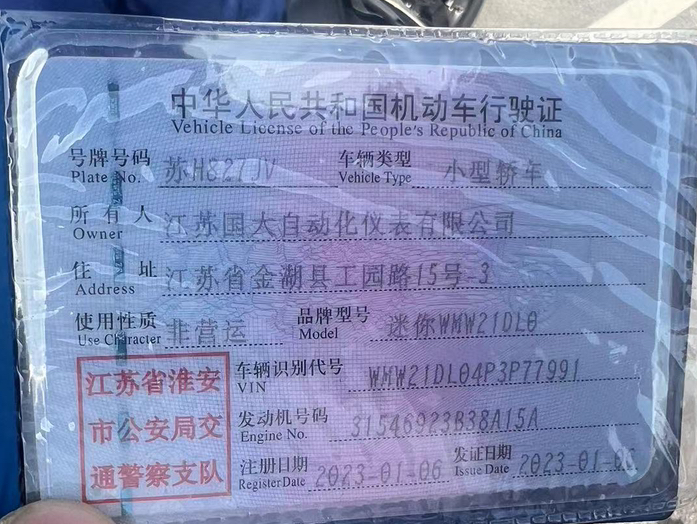 中华人民共和国机动车行驶证
Vehicle License of the People's Republic of China
号牌号码 苏H827JV 车辆类型 小型轿车
Plate No. Vehicle Type
所有人 江苏国大自动化仪表有限公司
Owner
住址 江苏省金湖县工园路15号-3
Address
使用性质 非营运 品牌型号 迷你WMW21DL0
Use Character Model
江苏省淮安
市公安局交
通警察支队
车辆识别代号 WMW21DL04P3P77991
VIN
发动机号码 31546923B38A15A
Engine No.
注册日期 2023-01-06 发证日期 2023-01-06
Register Date Issue Date